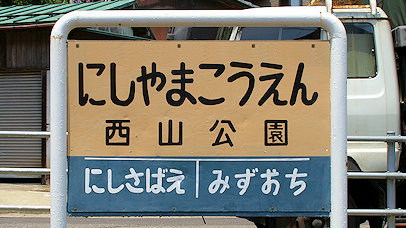 にしやまこうえん
西山公園
にしさばえ みずおち